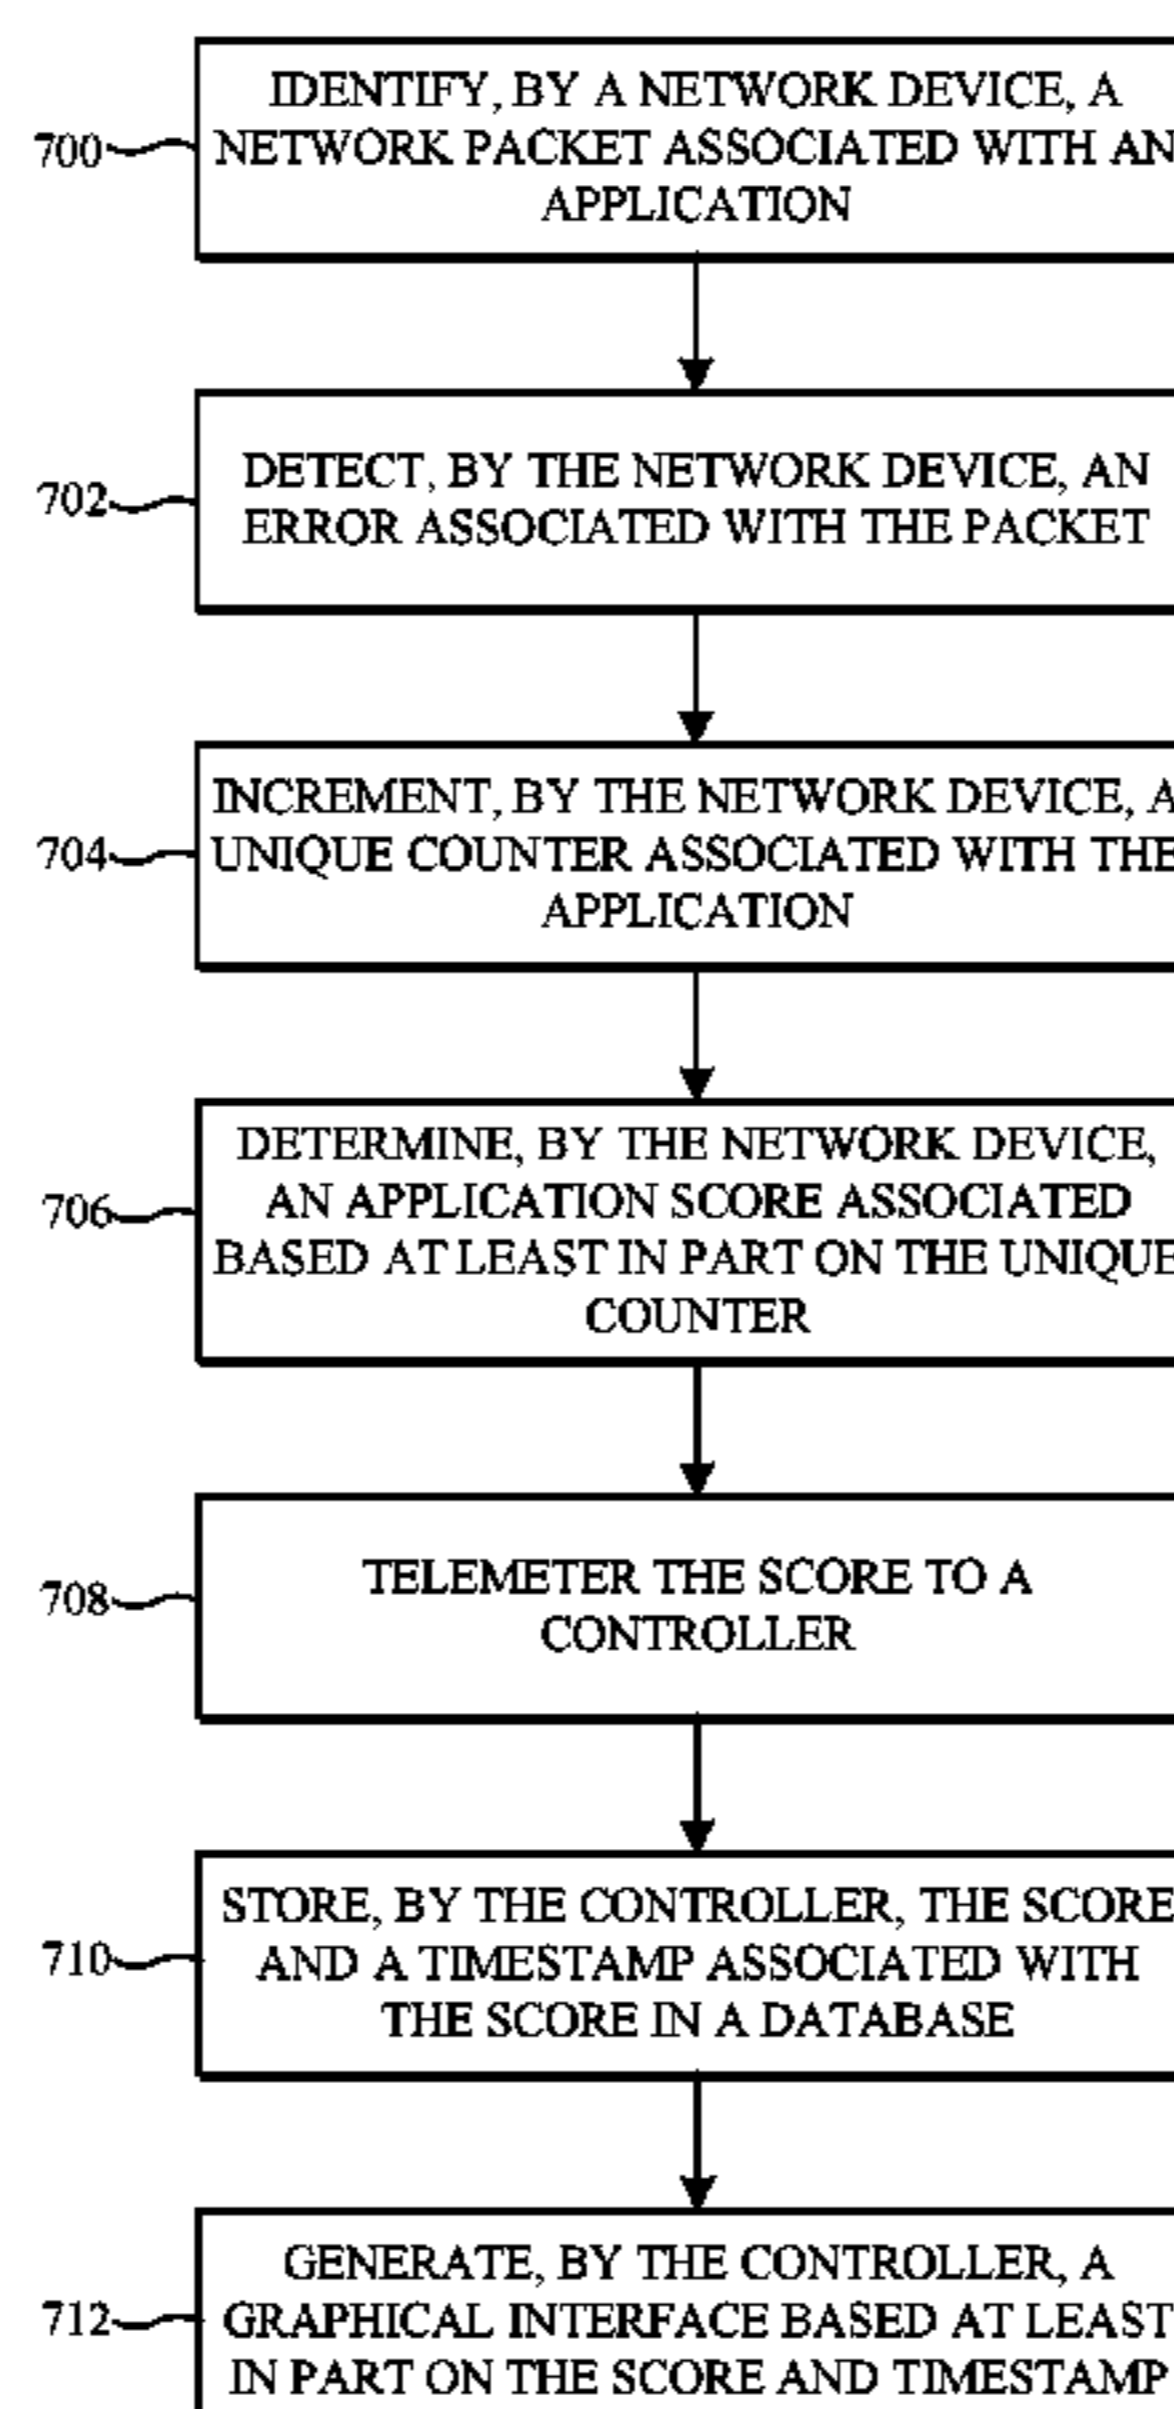 IDENTIFY, BY A NETWORK DEVICE, A
700
NETWORK PACKET ASSOCIATED WITH AN
APPLICATION
DETECT, BY THE NETWORK DEVICE, AN
702
ERROR ASSOCIATED WITH THE PACKET
INCREMENT, BY THE NETWORK DEVICE, A
704
UNIQUE COUNTER ASSOCIATED WITH THE
APPLICATION
DETERMINE, BY THE NETWORK DEVICE,
706
AN APPLICATION SCORE ASSOCIATED
BASED AT LEAST IN PART ON THE UNIQUE
COUNTER
708
TELEMETER THE SCORE TO A
CONTROLLER
STORE, BY THE CONTROLLER, THE SCORE
710
AND A TIMESTAMP ASSOCIATED WITH
THE SCORE IN A DATABASE
GENERATE, BY THE CONTROLLER, A
712
GRAPHICAL INTERFACE BASED AT LEAST
IN PART ON THE SCORE AND TIMESTAMP